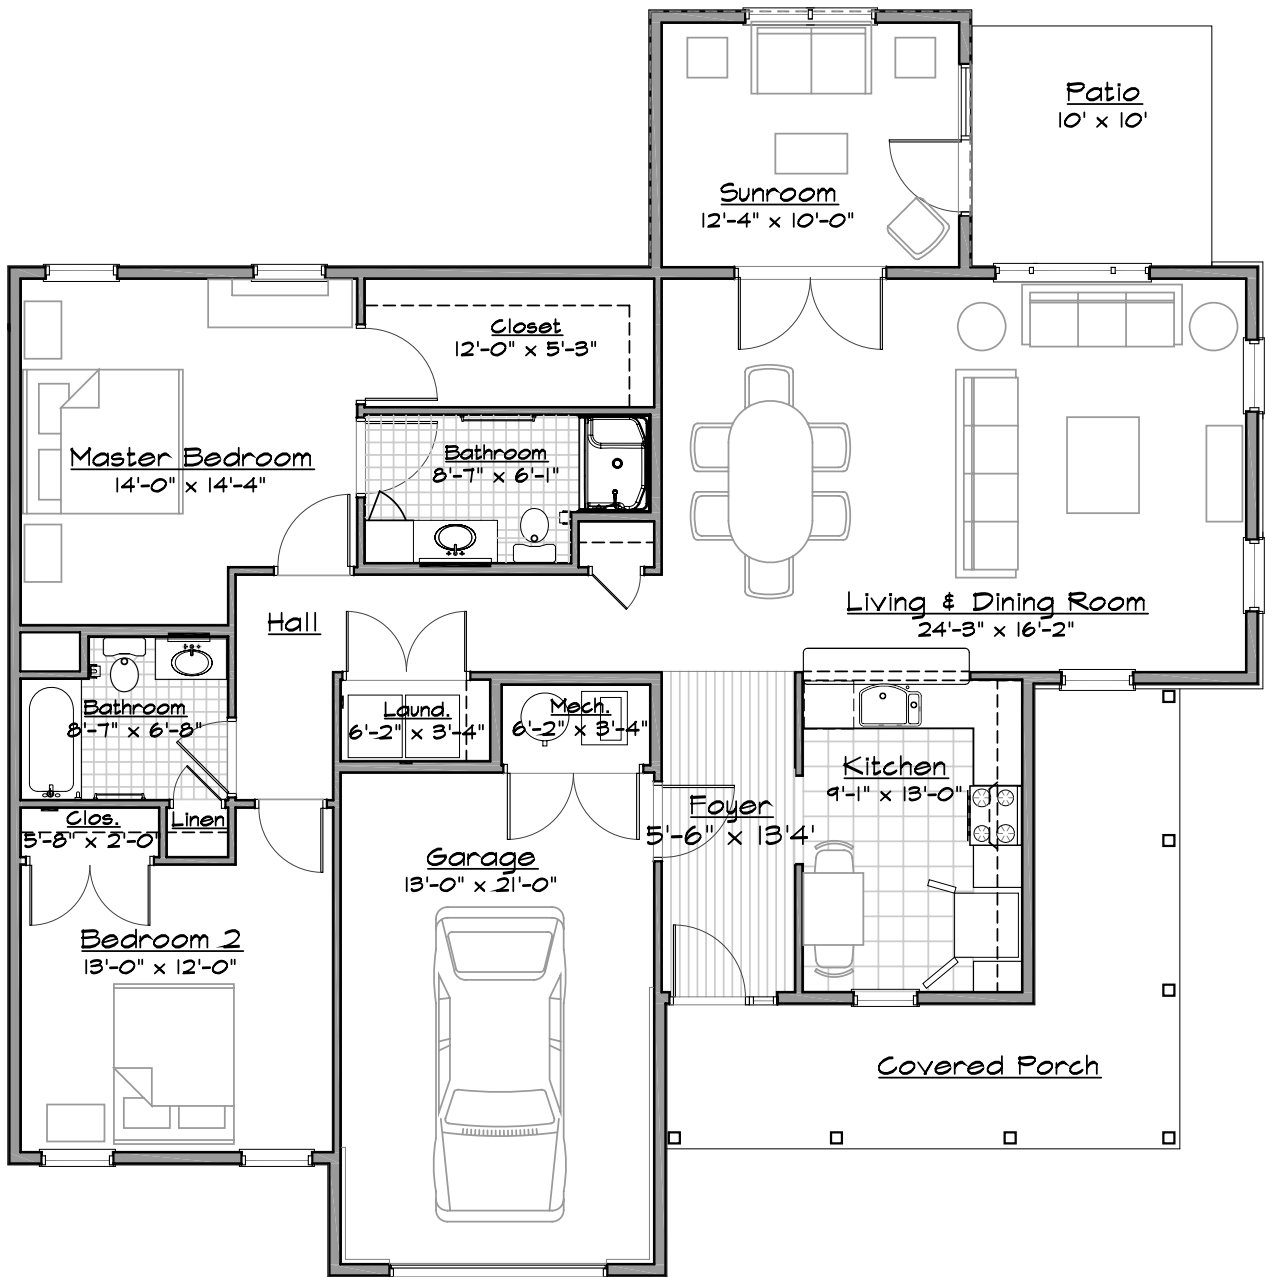 Patio
10' x 10'
Sunroom
12'-4" x 10'-0"
Closet
12'-0" x 5'-3"
Master Bedroom
14'-0" x 14'-4"
Bathroom
8'-7" x 6'-1"
Living & Dining Room
24'-3" x 16'-2"
Hall
Bathroom
8'-7" x 6'-8"
Laund.
6'-2" x 3'-4"
Mech.
6'-2" x 3'-4"
Kitchen
9'-1" x 13'-0"
Foyer
5'-6" x 13'4'
Clos.
5'-8" x 2'-0"
Linen
Garage
13'-0" x 21'-0"
Bedroom 2
13'-0" x 12'-0"
Covered Porch